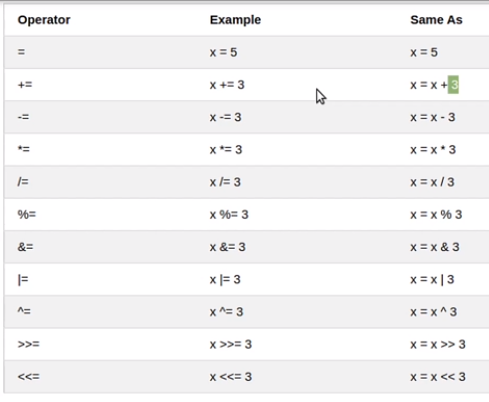 Operator Example Same As
= x = 5 x = 5
+= x += 3 x = x + 3
-= x -= 3 x = x - 3
*= x *= 3 x = x * 3
/= x /= 3 x = x / 3
%= x %= 3 x = x % 3
&= x &= 3 x = x & 3
|= x |= 3 x = x | 3
^= x ^= 3 x = x ^ 3
>>= x >>= 3 x = x >> 3
<<= x <<= 3 x = x << 3